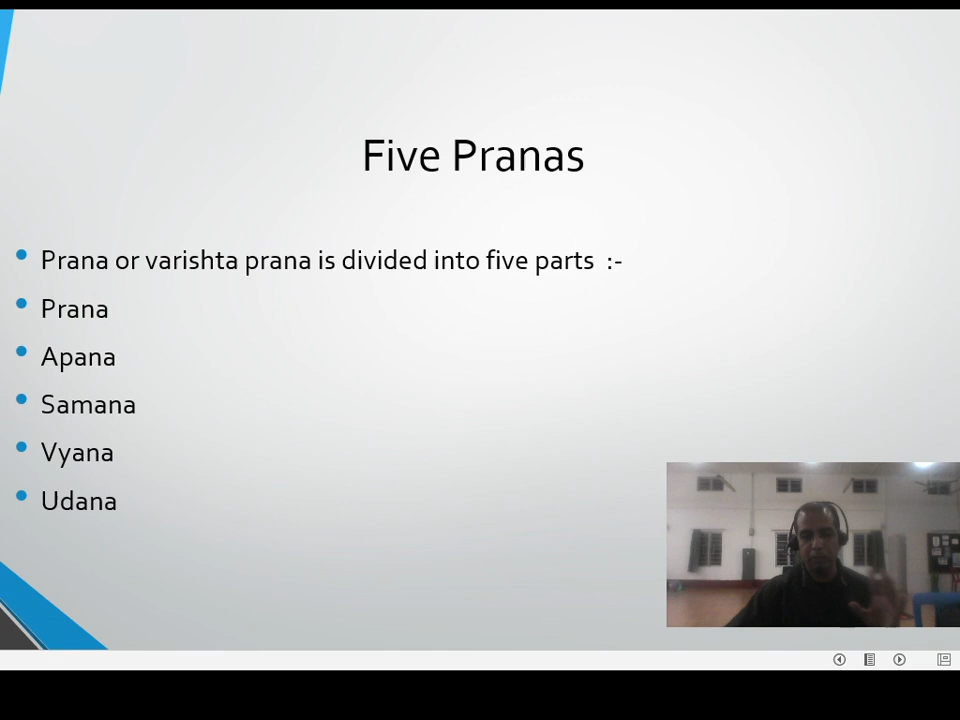 Five Pranas
Prana or varishta prana is divided into five parts :-
Prana
Apana
Samana
Vyana
Udana